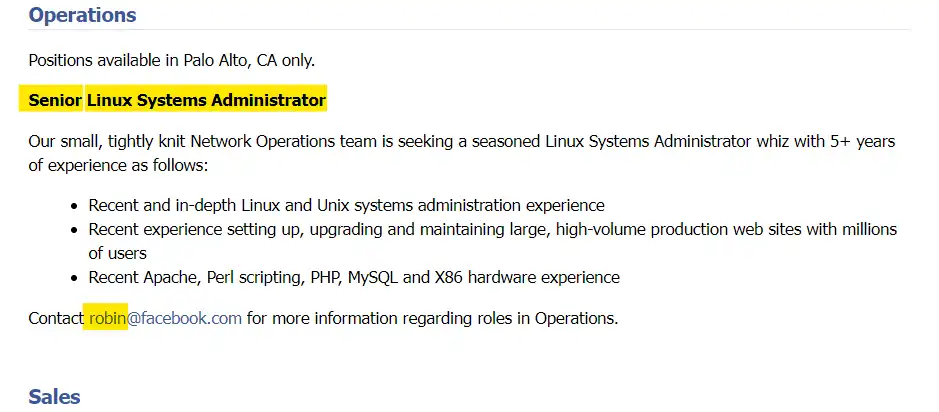 Operations
Positions available in Palo Alto, CA only.
Senior Linux Systems Administrator
Our small, tightly knit Network Operations team is seeking a seasoned Linux Systems Administrator whiz with 5+ years
of experience as follows:
• Recent and in-depth Linux and Unix systems administration experience
• Recent experience setting up, upgrading and maintaining large, high-volume production web sites with millions
of users
• Recent Apache, Perl scripting, PHP, MySQL and X86 hardware experience
Contact robin@facebook.com for more information regarding roles in Operations.
Sales